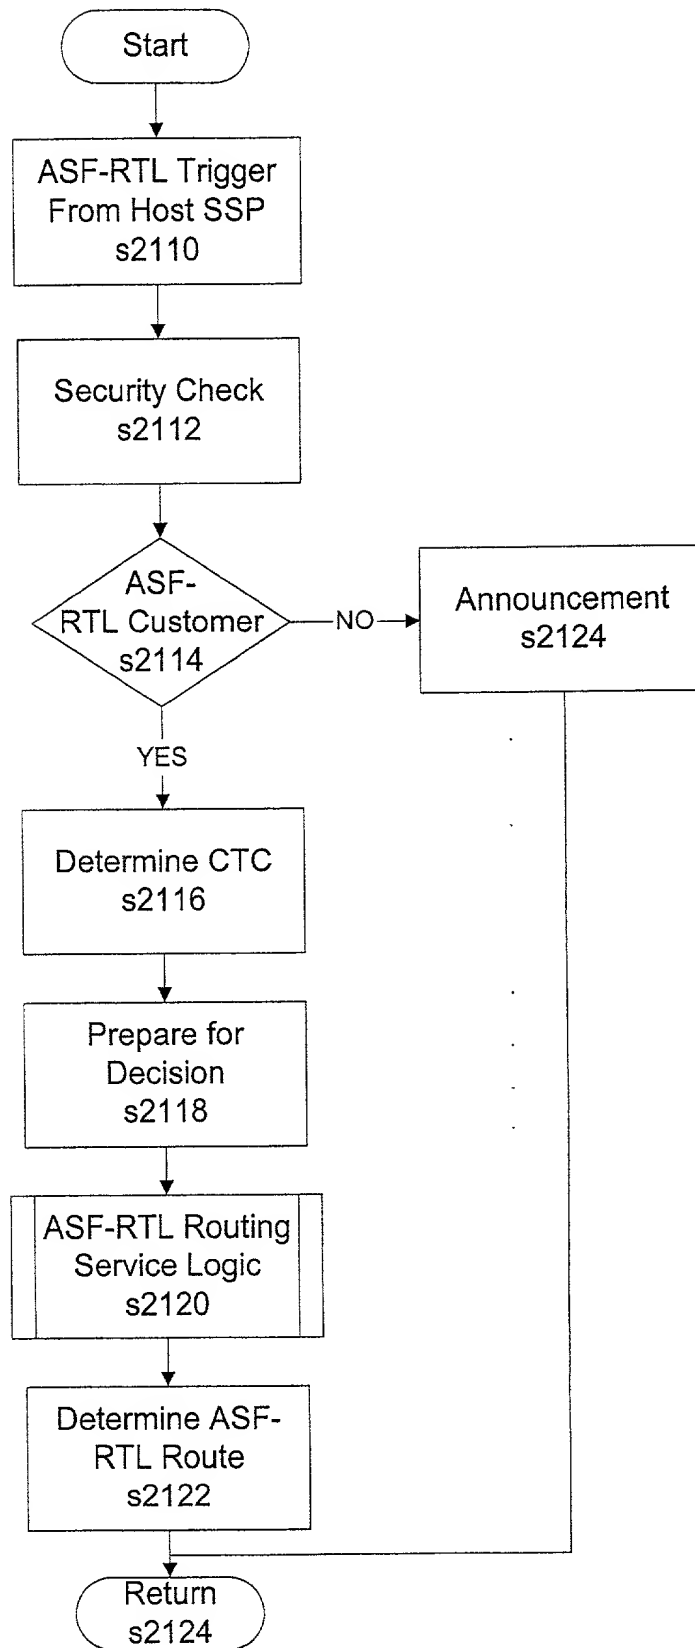 Start
ASF-RTL Trigger
From Host SSP
s2110
Security Check
s2112
ASF-
RTL Customer
s2114
NO
Announcement
s2124
YES
Determine CTC
s2116
Prepare for
Decision
s2118
ASF-RTL Routing
Service Logic
s2120
Determine ASF-
RTL Route
s2122
Return
s2124